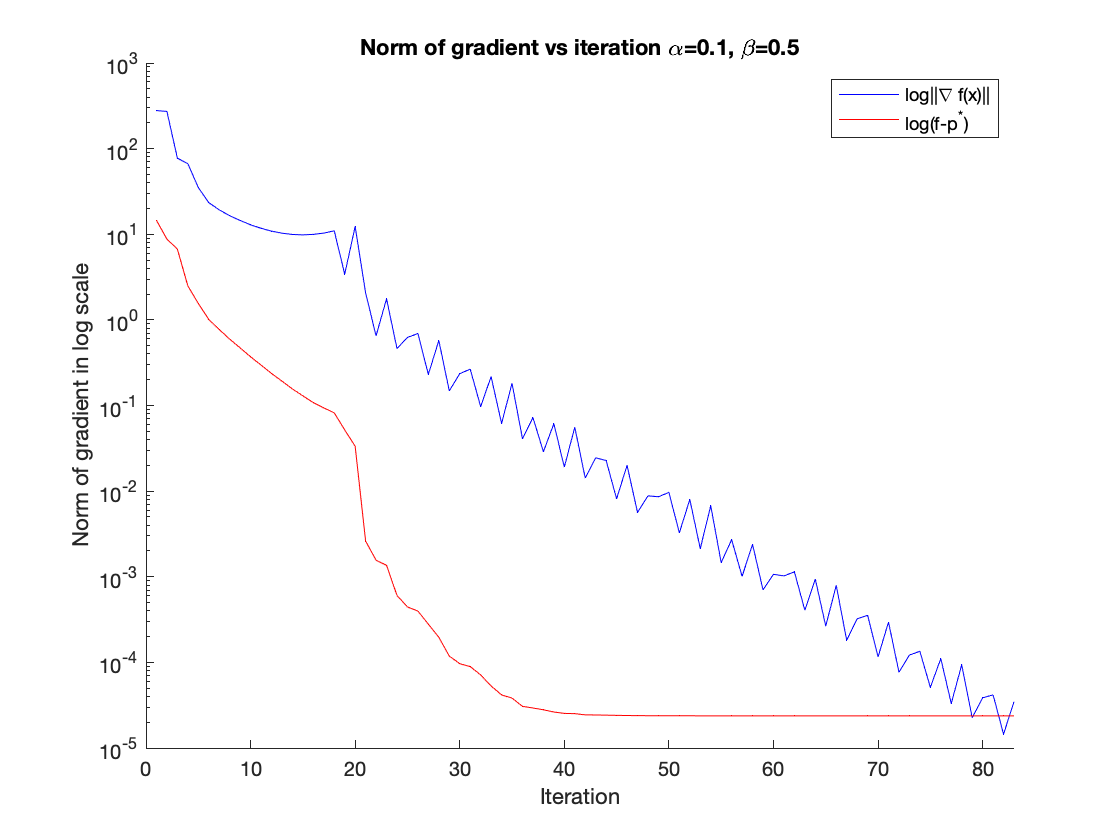 Norm of gradient vs iteration α=0.1, β=0.5
log||∇ f(x)||
log(f-p*)
Norm of gradient in log scale
10³
10²
10¹
10⁰
10⁻¹
10⁻²
10⁻³
10⁻⁴
10⁻⁵
0 10 20 30 40 50 60 70 80
Iteration